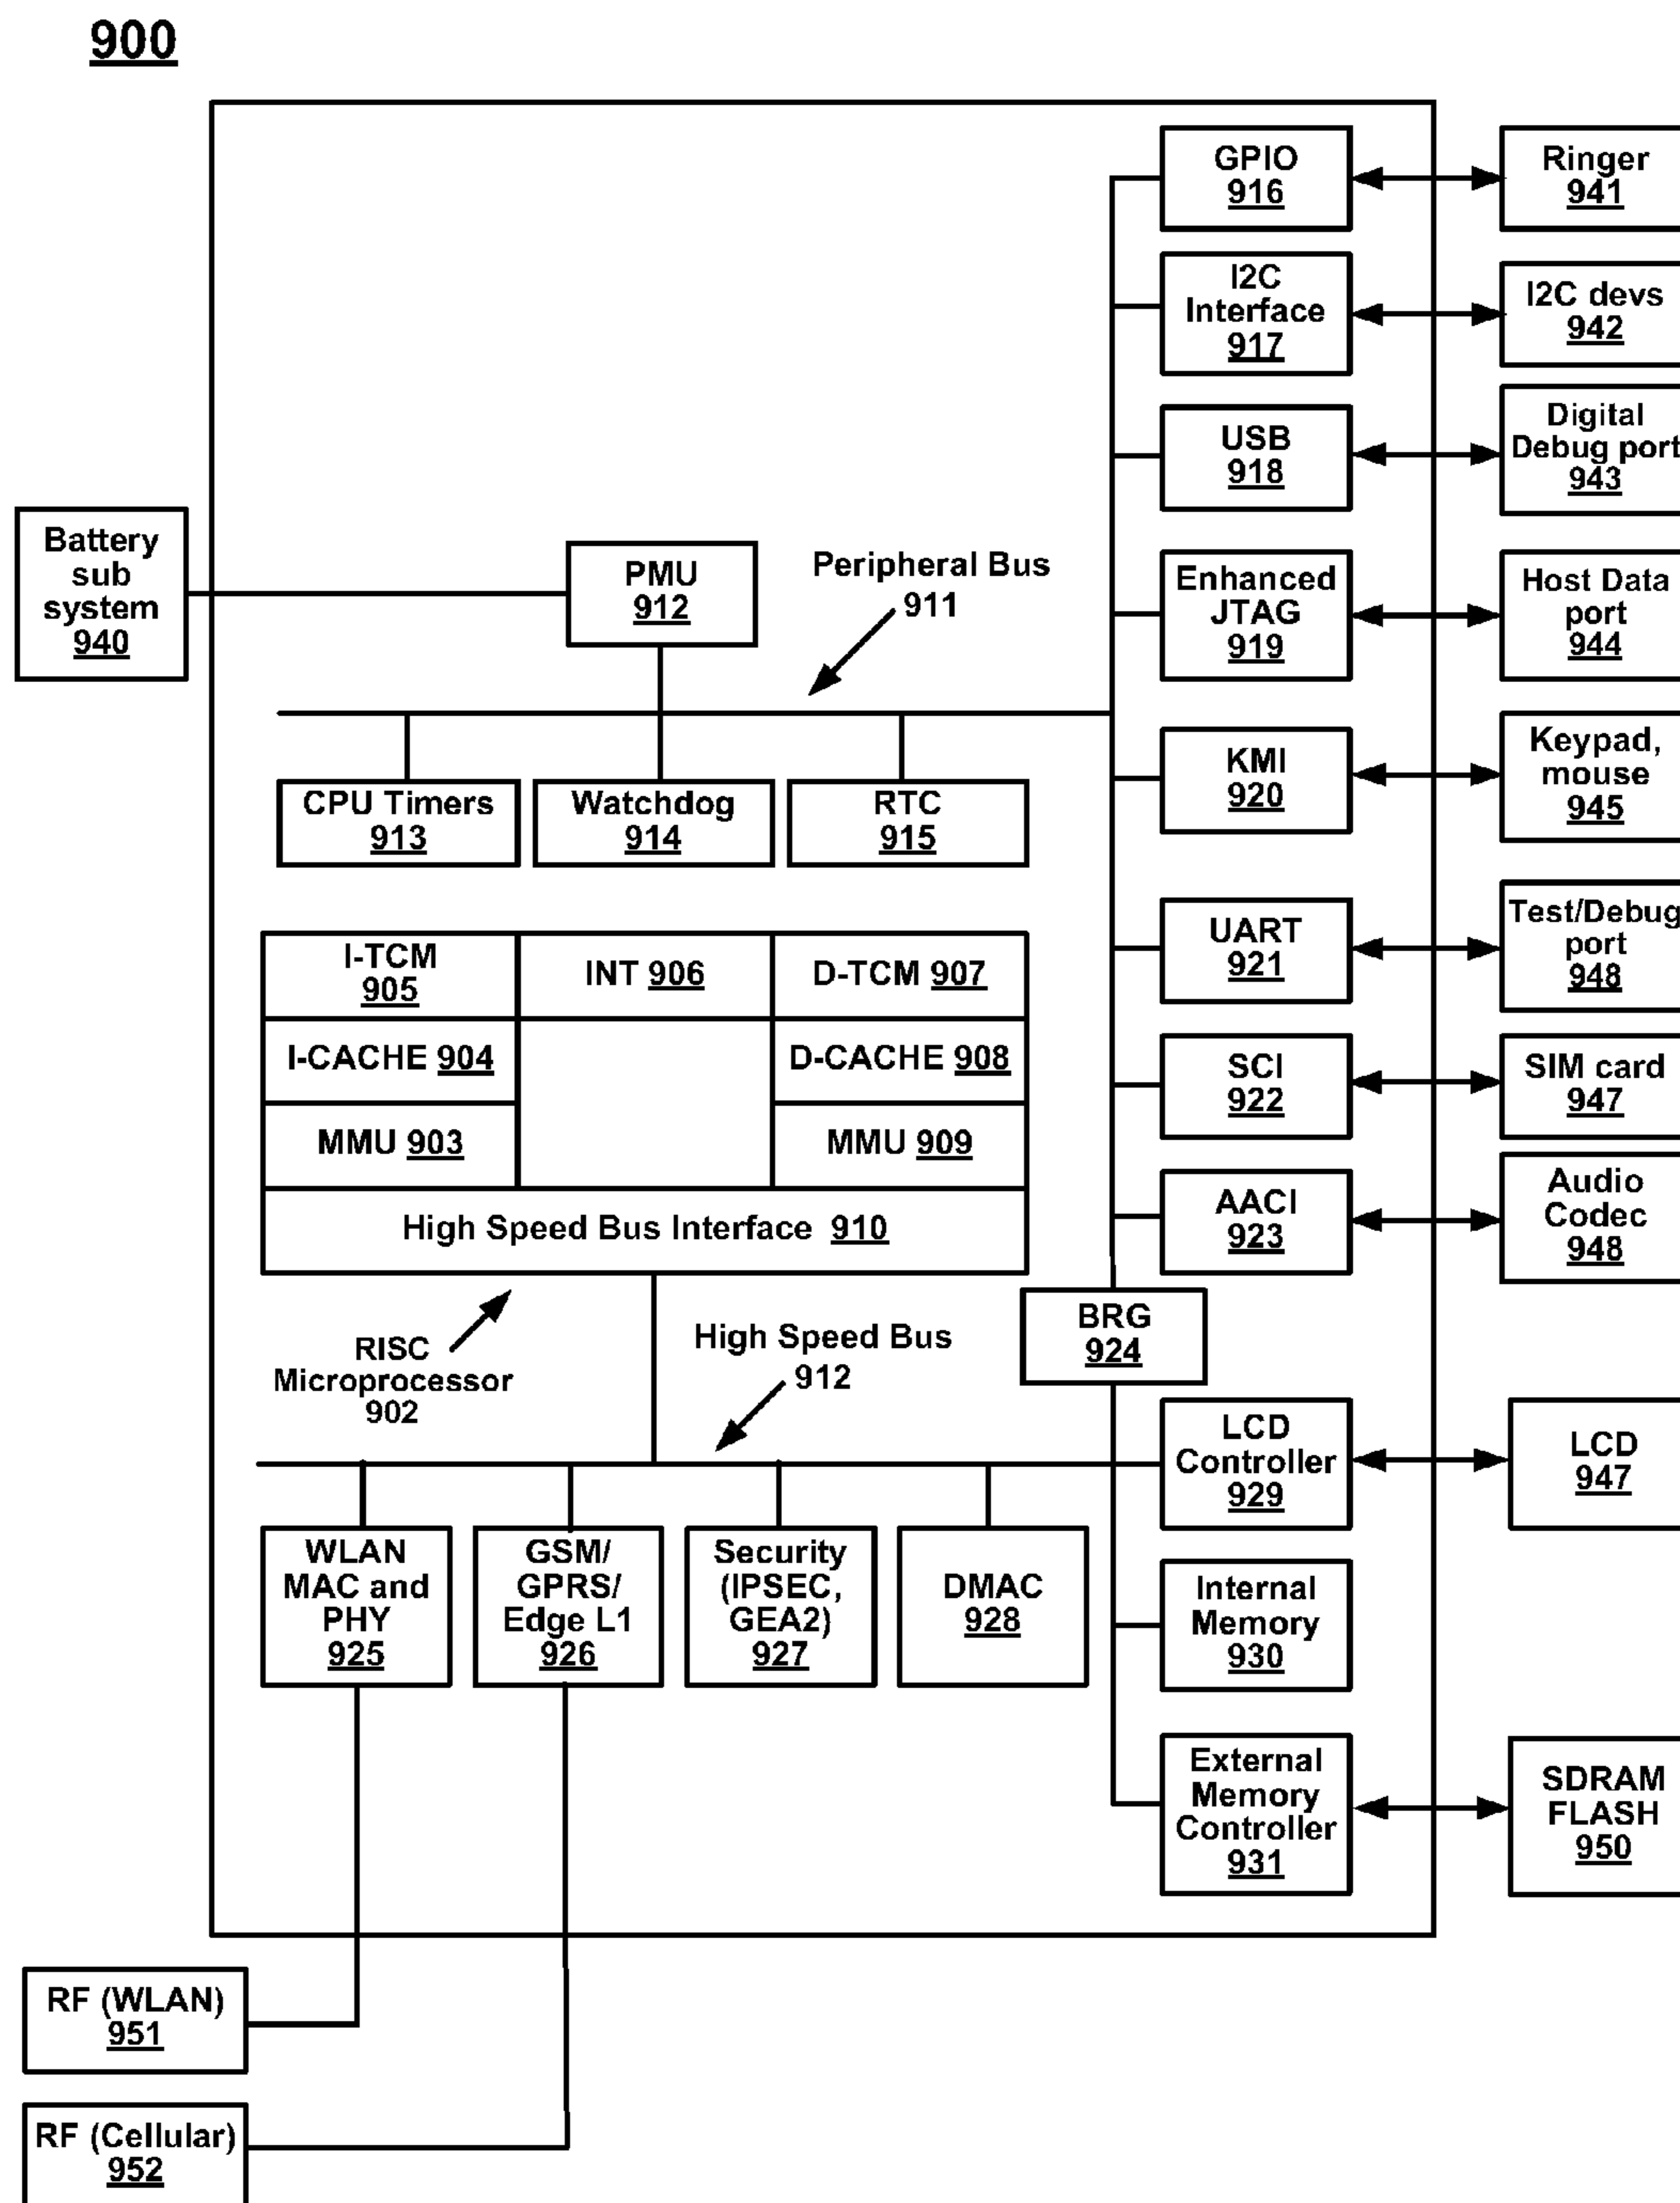 900
GPIO
916
Ringer
941
I2C
Interface
917
I2C devs
942
USB
918
Digital
Debug port
943
Battery
sub
system
940
PMU
912
Peripheral Bus
911
Enhanced
JTAG
919
Host Data
port
944
CPU Timers
913
Watchdog
914
RTC
915
KMI
920
Keypad,
mouse
945
I-TCM
905
INT 906
D-TCM 907
UART
921
Test/Debug
port
948
I-CACHE 904
D-CACHE 908
SCI
922
SIM card
947
MMU 903
MMU 909
High Speed Bus Interface 910
AACI
923
Audio
Codec
948
RISC
Microprocessor
902
High Speed Bus
912
BRG
924
LCD
Controller
929
LCD
947
WLAN
MAC and
PHY
925
GSM/
GPRS/
Edge L1
926
Security
(IPSEC,
GEA2)
927
DMAC
928
Internal
Memory
930
External
Memory
Controller
931
SDRAM
FLASH
950
RF (WLAN)
951
RF (Cellular)
952